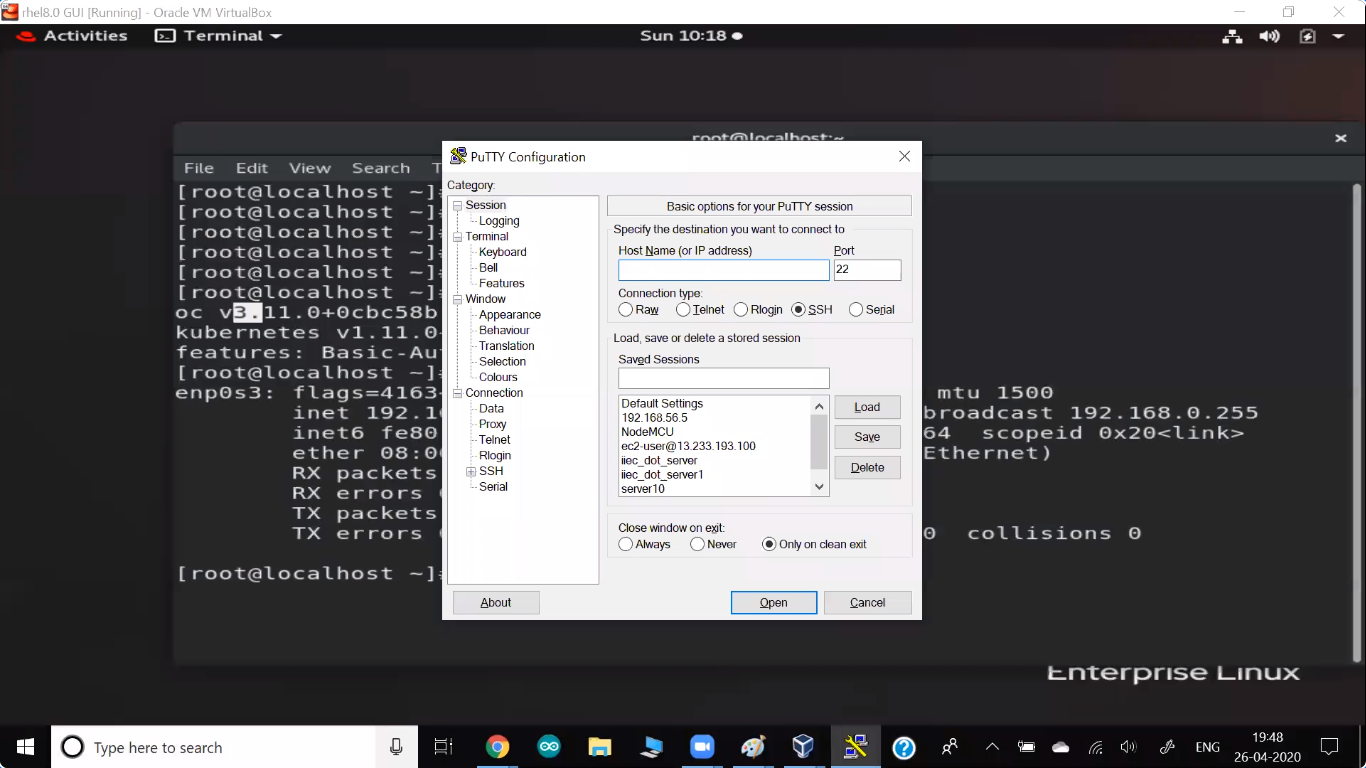 rhel8.0 GUI [Running] - Oracle VM VirtualBox
Activities Terminal Sun 10:18
root@localhost:~
File Edit View Search T
[root@localhost ~]#
[root@localhost ~]#
[root@localhost ~]#
[root@localhost ~]#
[root@localhost ~]#
[root@localhost ~]#
oc v3.11.0+0cbc58b
kubernetes v1.11.0+
features: Basic-Au
[root@localhost ~]#
enp0s3: flags=4163 mtu 1500
inet 192.16 broadcast 192.168.0.255
inet6 fe80 64 scopeid 0x20<link>
ether 08:00 Ethernet)
RX packets
RX errors 0
TX packets
TX errors 0 0 collisions 0
[root@localhost ~]#
Enterprise Linux
PuTTY Configuration
Category:
Session
Logging
Terminal
Keyboard
Bell
Features
Window
Appearance
Behaviour
Translation
Selection
Colours
Connection
Data
Proxy
Telnet
Rlogin
SSH
Serial
Basic options for your PuTTY session
Specify the destination you want to connect to
Host Name (or IP address) Port
22
Connection type:
Raw Telnet Rlogin SSH Serial
Load, save or delete a stored session
Saved Sessions
Default Settings
192.168.56.5
NodeMCU
ec2-user@13.233.193.100
iiec_dot_server
iiec_dot_server1
server10
Load
Save
Delete
Close window on exit:
Always Never Only on clean exit
About Open Cancel
Type here to search
ENG
19:48
26-04-2020